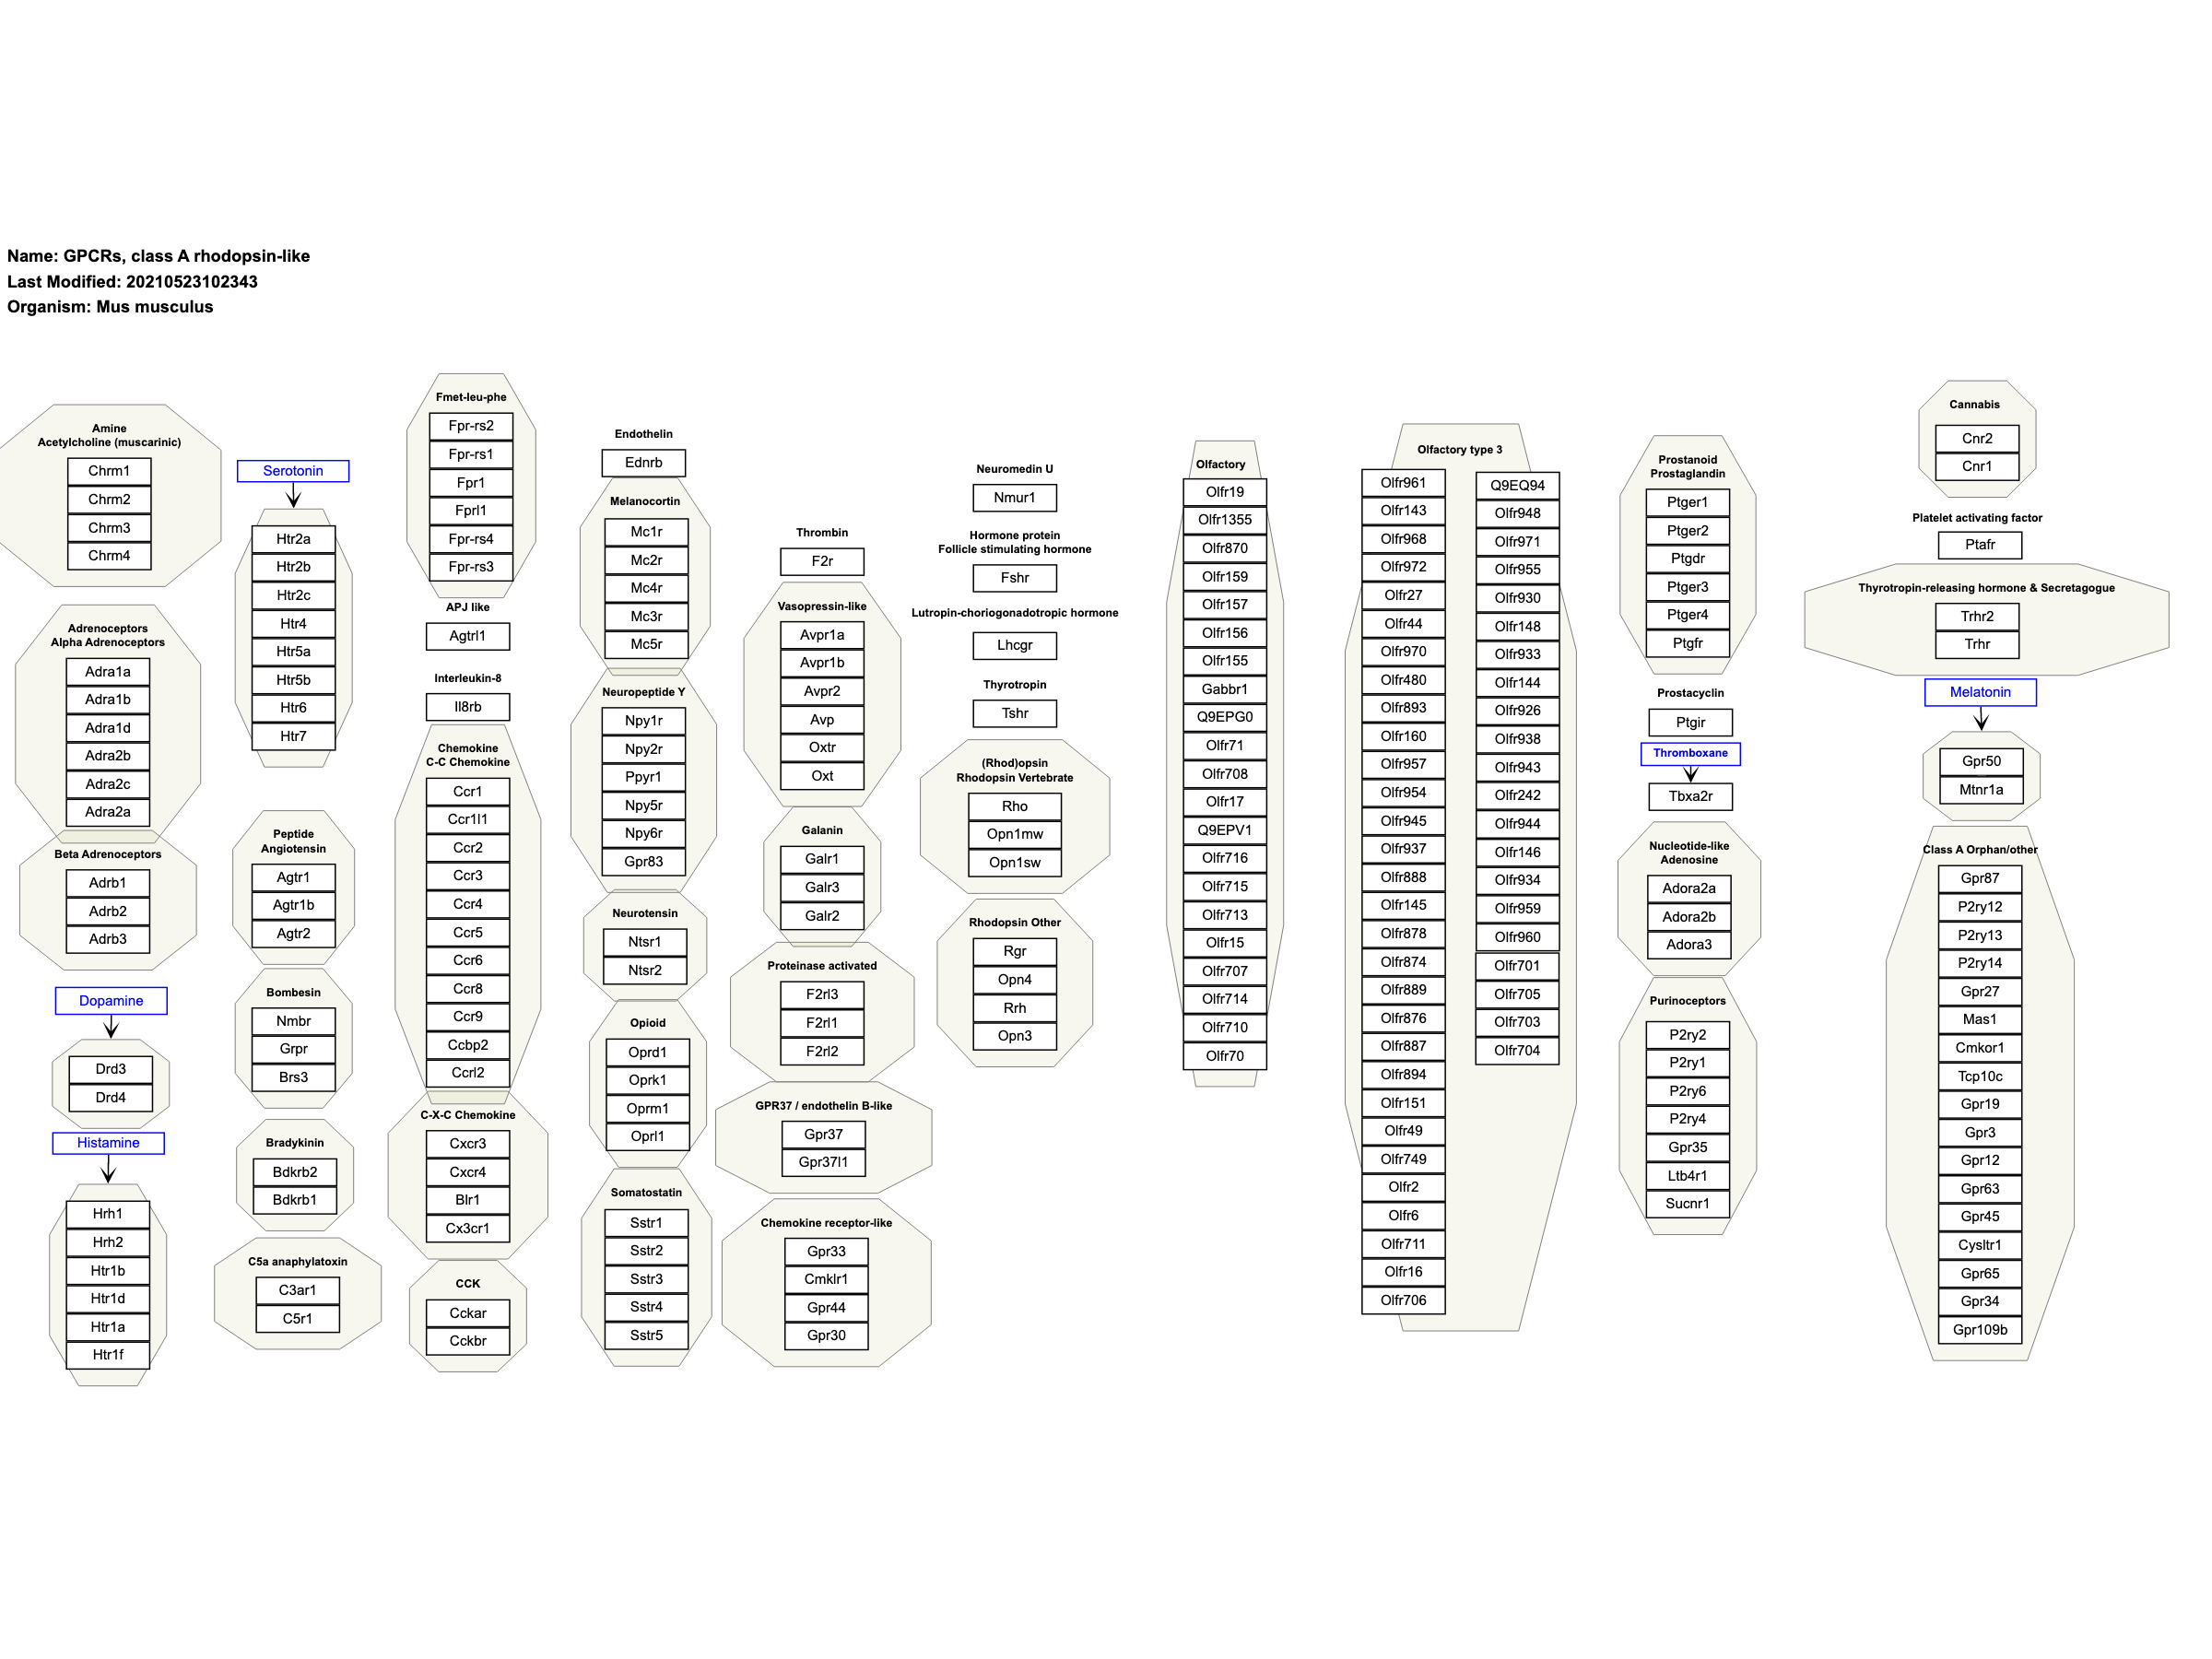 Name: GPCRs, class A rhodopsin-like
Last Modified: 20210523102343
Organism: Mus musculus
Amine
Acetylcholine (muscarinic)
Chrm1
Chrm2
Chrm3
Chrm4
Adrenoceptors
Alpha Adrenoceptors
Adra1a
Adra1b
Adra1d
Adra2b
Adra2c
Adra2a
Beta Adrenoceptors
Adrb1
Adrb2
Adrb3
Dopamine
Drd3
Drd4
Histamine
Hrh1
Hrh2
Htr1b
Htr1d
Htr1a
Htr1f
Serotonin
Htr2a
Htr2b
Htr2c
Htr4
Htr5a
Htr5b
Htr6
Htr7
Peptide
Angiotensin
Agtr1
Agtr1b
Agtr2
Bombesin
Nmbr
Grpr
Brs3
Bradykinin
Bdkrb2
Bdkrb1
C5a anaphylatoxin
C3ar1
C5r1
Fmet-leu-phe
Fpr-rs2
Fpr-rs1
Fpr1
Fprl1
Fpr-rs4
Fpr-rs3
APJ like
Agtrl1
Interleukin-8
Il8rb
Chemokine
C-C Chemokine
Ccr1
Ccr1l1
Ccr2
Ccr3
Ccr4
Ccr5
Ccr6
Ccr8
Ccr9
Ccbp2
Ccrl2
C-X-C Chemokine
Cxcr3
Cxcr4
Blr1
Cx3cr1
CCK
Cckar
Cckbr
Endothelin
Ednrb
Melanocortin
Mc1r
Mc2r
Mc4r
Mc3r
Mc5r
Neuropeptide Y
Npy1r
Npy2r
Ppyr1
Npy5r
Npy6r
Gpr83
Neurotensin
Ntsr1
Ntsr2
Opioid
Oprd1
Oprk1
Oprm1
Oprl1
Somatostatin
Sstr1
Sstr2
Sstr3
Sstr4
Sstr5
Thrombin
F2r
Vasopressin-like
Avpr1a
Avpr1b
Avpr2
Avp
Oxtr
Oxt
Galanin
Galr1
Galr3
Galr2
Proteinase activated
F2rl3
F2rl1
F2rl2
GPR37 / endothelin B-like
Gpr37
Gpr37l1
Chemokine receptor-like
Gpr33
Cmklr1
Gpr44
Gpr30
Neuromedin U
Nmur1
Hormone protein
Follicle stimulating hormone
Fshr
Lutropin-choriogonadotropic hormone
Lhcgr
Thyrotropin
Tshr
(Rhod)opsin
Rhodopsin Vertebrate
Rho
Opn1mw
Opn1sw
Rhodopsin Other
Rgr
Opn4
Rrh
Opn3
Olfactory
Olfr19
Olfr1355
Olfr870
Olfr159
Olfr157
Olfr156
Olfr155
Gabbr1
Q9EPG0
Olfr71
Olfr708
Olfr17
Q9EPV1
Olfr716
Olfr715
Olfr713
Olfr15
Olfr707
Olfr714
Olfr710
Olfr70
Olfactory type 3
Olfr961
Olfr143
Olfr968
Olfr972
Olfr27
Olfr44
Olfr970
Olfr480
Olfr893
Olfr160
Olfr957
Olfr954
Olfr945
Olfr937
Olfr888
Olfr145
Olfr878
Olfr874
Olfr889
Olfr876
Olfr887
Olfr894
Olfr151
Olfr49
Olfr749
Olfr2
Olfr6
Olfr711
Olfr16
Olfr706
Q9EQ94
Olfr948
Olfr971
Olfr955
Olfr930
Olfr148
Olfr933
Olfr144
Olfr926
Olfr938
Olfr943
Olfr242
Olfr944
Olfr146
Olfr934
Olfr959
Olfr960
Olfr701
Olfr705
Olfr703
Olfr704
Prostanoid
Prostaglandin
Ptger1
Ptger2
Ptgdr
Ptger3
Ptger4
Ptgfr
Prostacyclin
Ptgir
Thromboxane
Tbxa2r
Nucleotide-like
Adenosine
Adora2a
Adora2b
Adora3
Purinoceptors
P2ry2
P2ry1
P2ry6
P2ry4
Gpr35
Ltb4r1
Sucnr1
Cannabis
Cnr2
Cnr1
Platelet activating factor
Ptafr
Thyrotropin-releasing hormone & Secretagogue
Trhr2
Trhr
Melatonin
Gpr50
Mtnr1a
Class A Orphan/other
Gpr87
P2ry12
P2ry13
P2ry14
Gpr27
Mas1
Cmkor1
Tcp10c
Gpr19
Gpr3
Gpr12
Gpr63
Gpr45
Cysltr1
Gpr65
Gpr34
Gpr109b